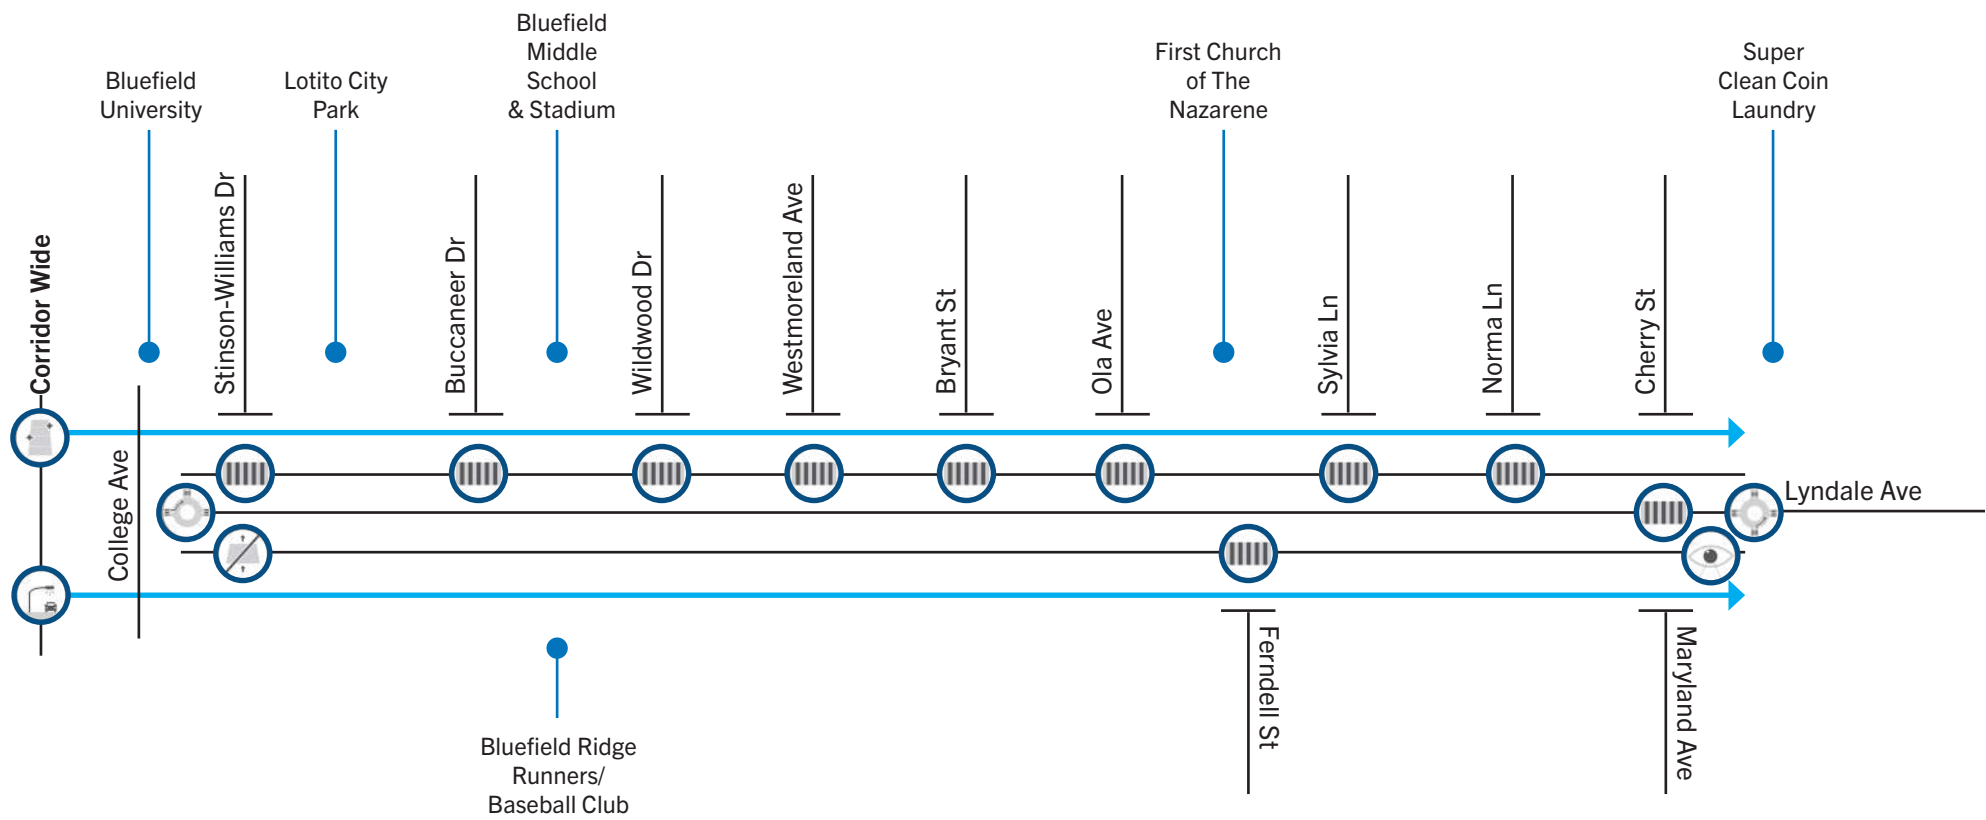 Bluefield
University
Lotito City
Park
Bluefield
Middle
School
& Stadium
First Church
of The
Nazarene
Super
Clean Coin
Laundry
Corridor Wide
College Ave
Stinson-Williams Dr
Buccaneer Dr
Wildwood Dr
Westmoreland Ave
Bryant St
Ola Ave
Sylvia Ln
Norma Ln
Cherry St
Lyndale Ave
Ferndell St
Maryland Ave
Bluefield Ridge
Runners/
Baseball Club